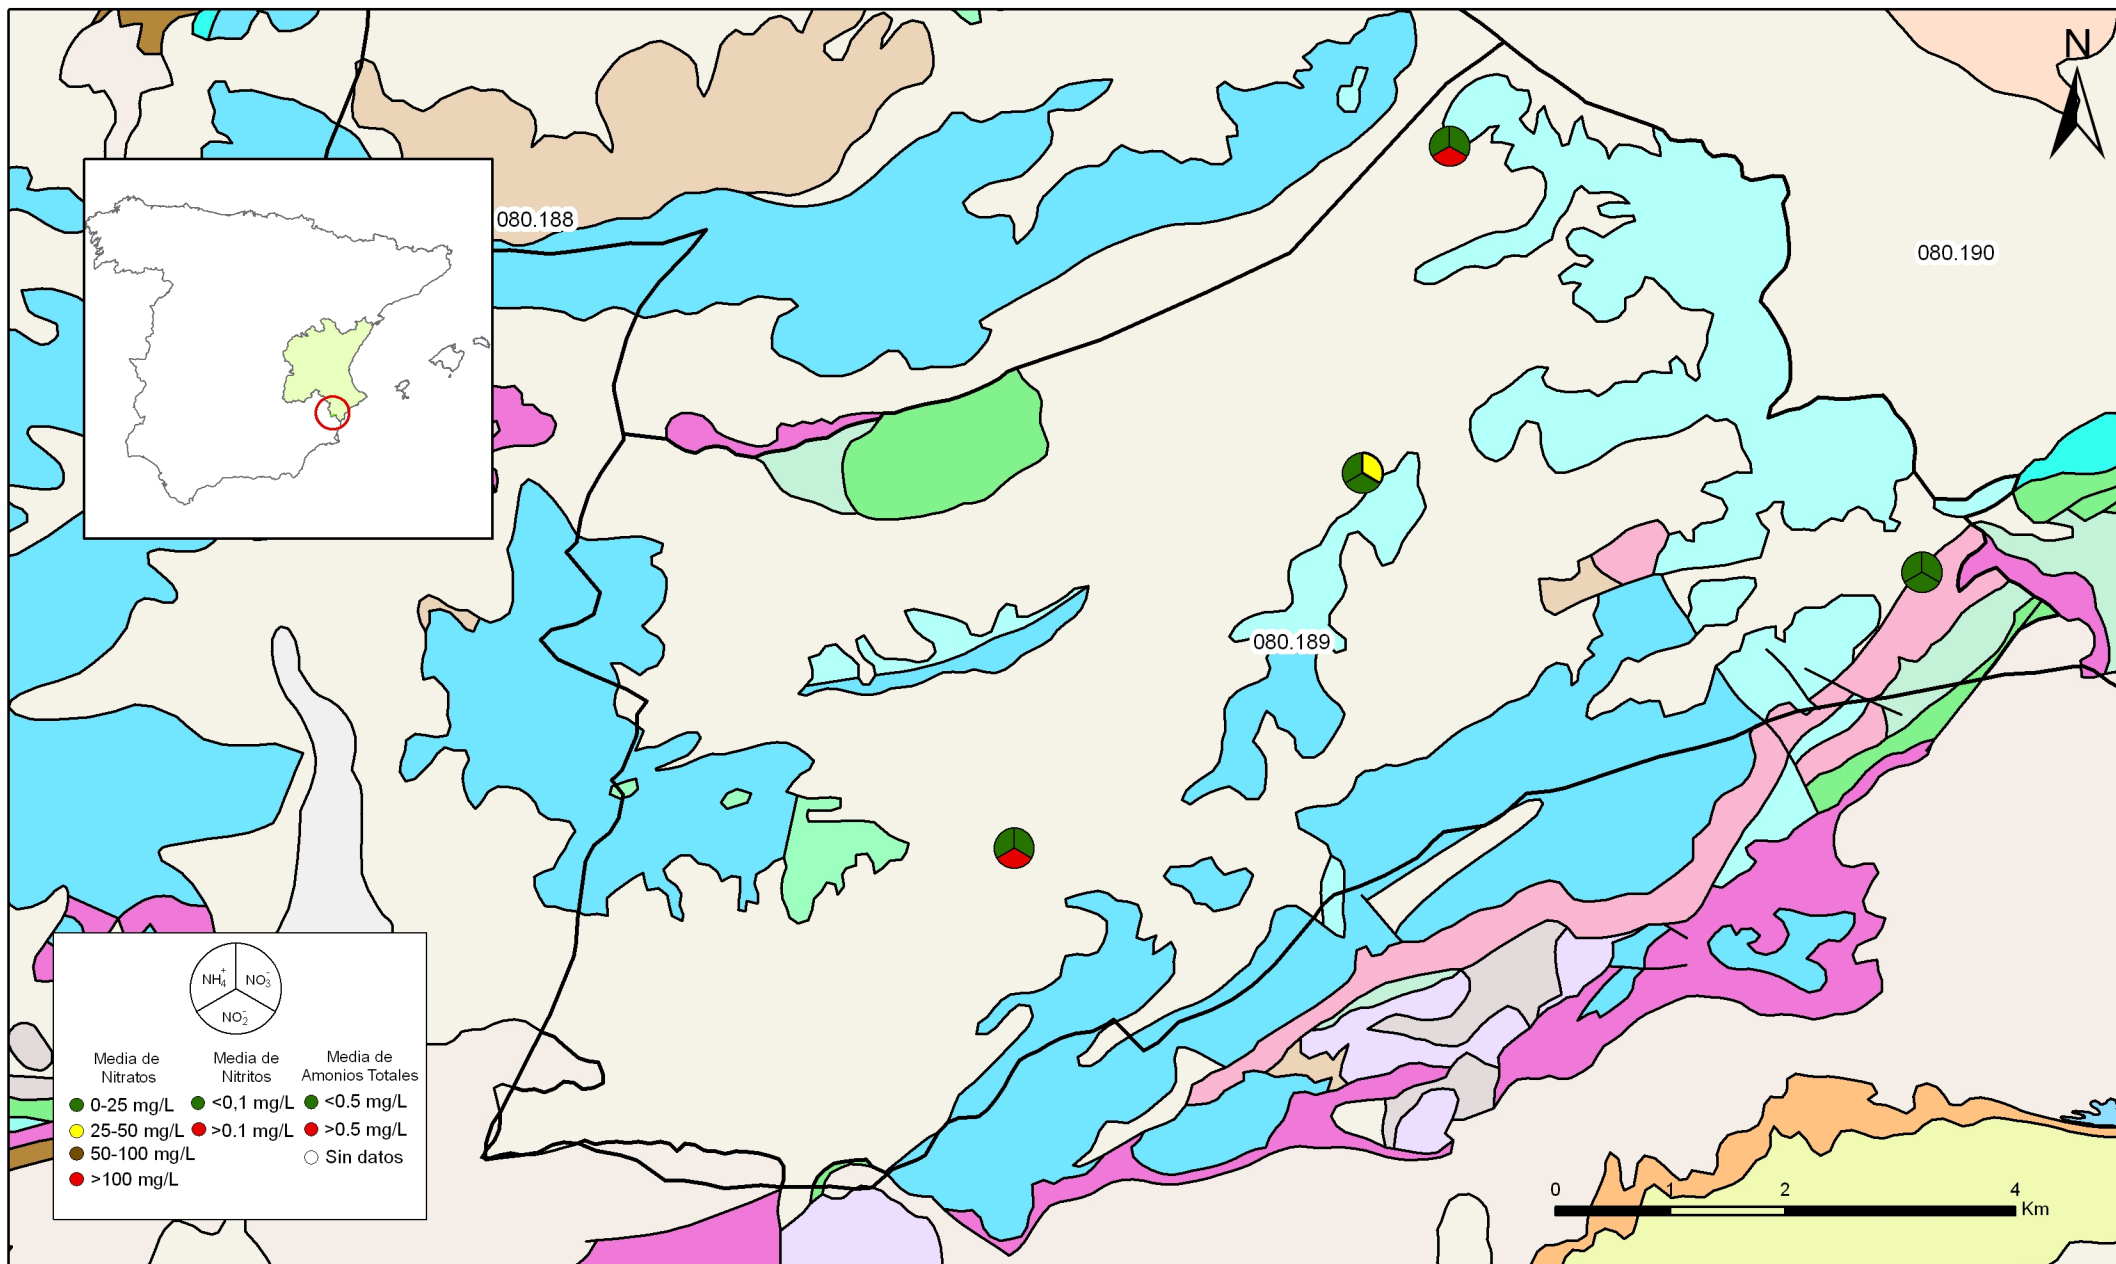 N
080.188
080.190
080.189
NH4+
NO3-
NO2-
Media de
Nitratos
0-25 mg/L
25-50 mg/L
50-100 mg/L
>100 mg/L
Media de
Nitritos
<0,1 mg/L
>0.1 mg/L
Media de
Amonios Totales
<0.5 mg/L
>0.5 mg/L
Sin datos
0 1 2 4
Km